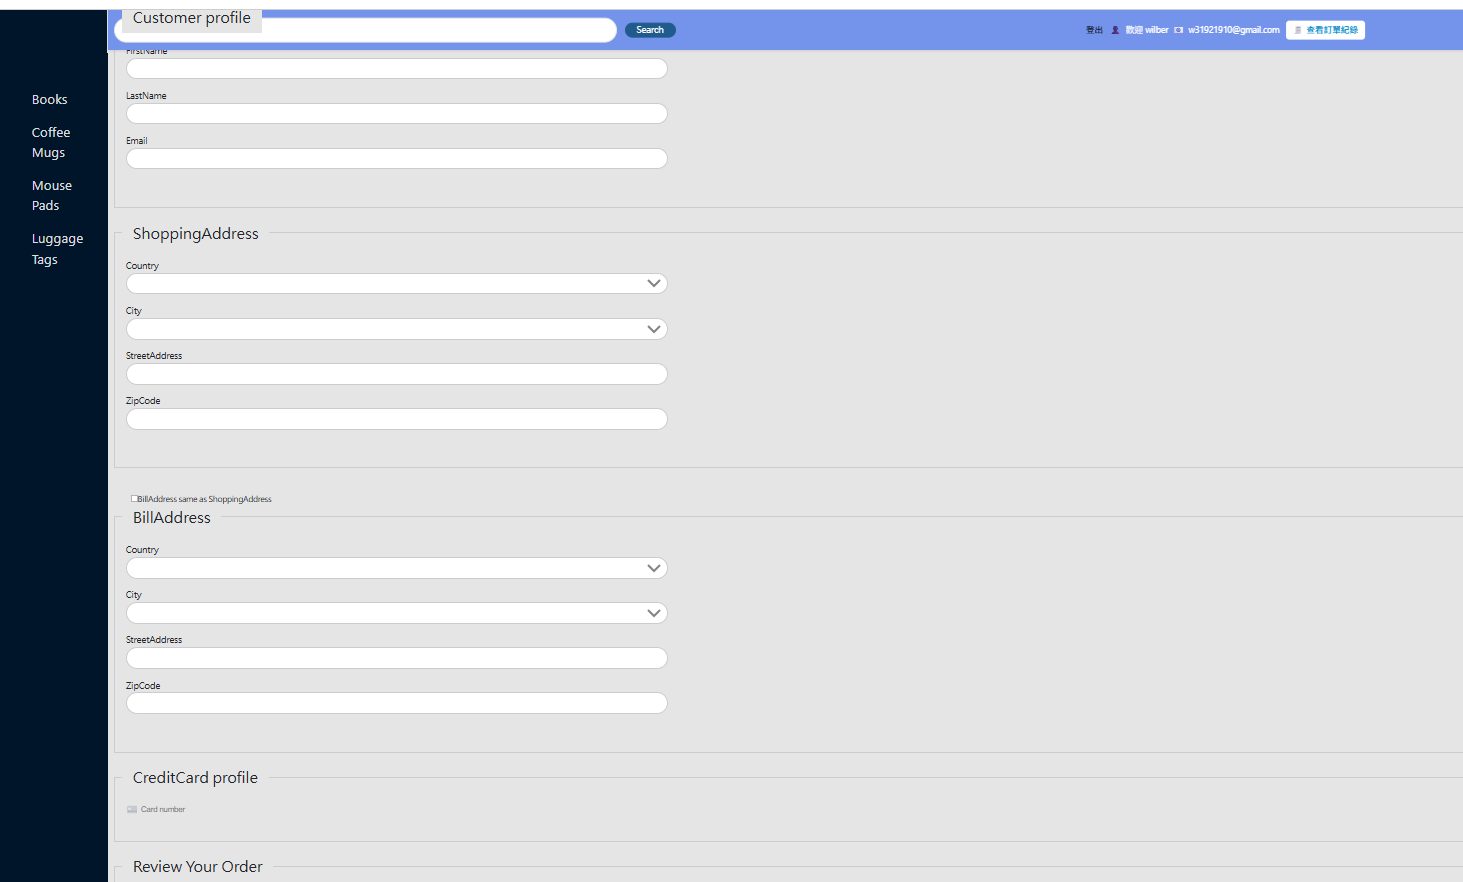 Customer profile
Search
登出
歡迎 wilber
w31921910@gmail.com
查看訂單紀錄
Books
Coffee
Mugs
Mouse
Pads
Luggage
Tags
FirstName
LastName
Email
ShoppingAddress
Country
City
StreetAddress
ZipCode
BillAddress same as ShoppingAddress
BillAddress
Country
City
StreetAddress
ZipCode
CreditCard profile
Card number
Review Your Order